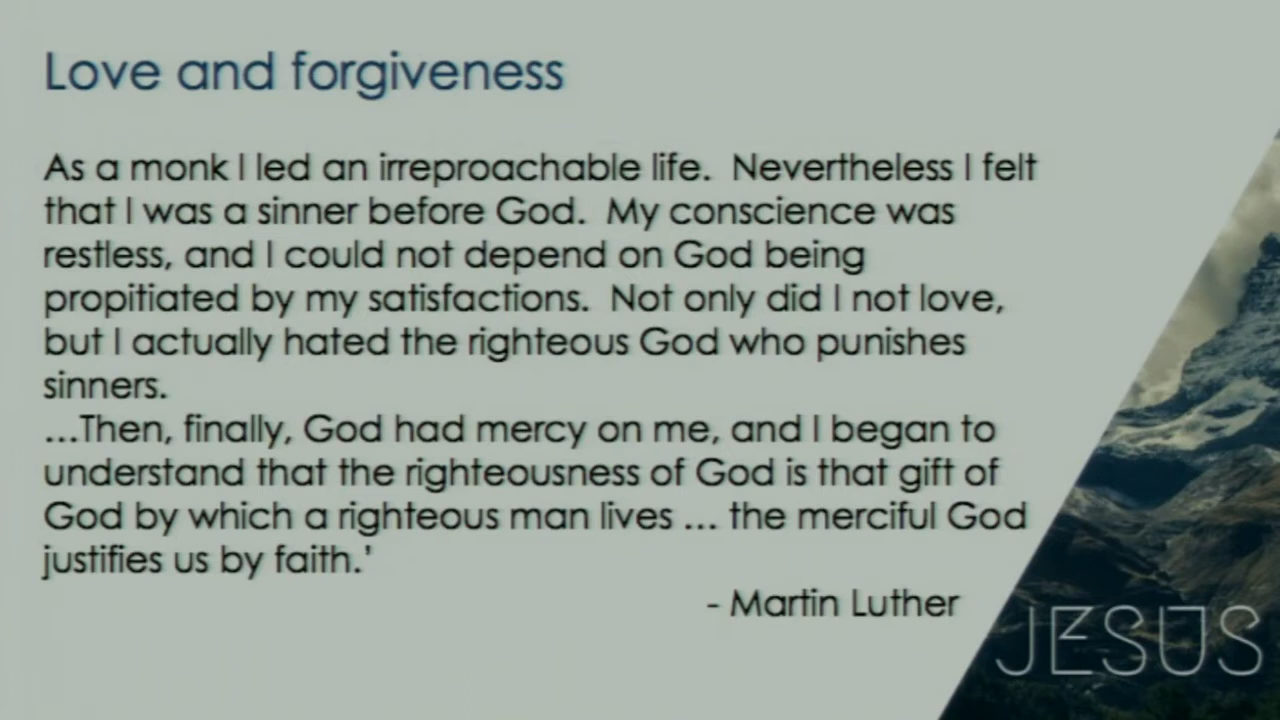 Love and forgiveness
As a monk I led an irreproachable life.  Nevertheless I felt
that I was a sinner before God.  My conscience was
restless, and I could not depend on God being
propitiated by my satisfactions.  Not only did I not love,
but I actually hated the righteous God who punishes
sinners.
...Then, finally, God had mercy on me, and I began to
understand that the righteousness of God is that gift of
God by which a righteous man lives ... the merciful God
justifies us by faith.'
- Martin Luther
JESUS